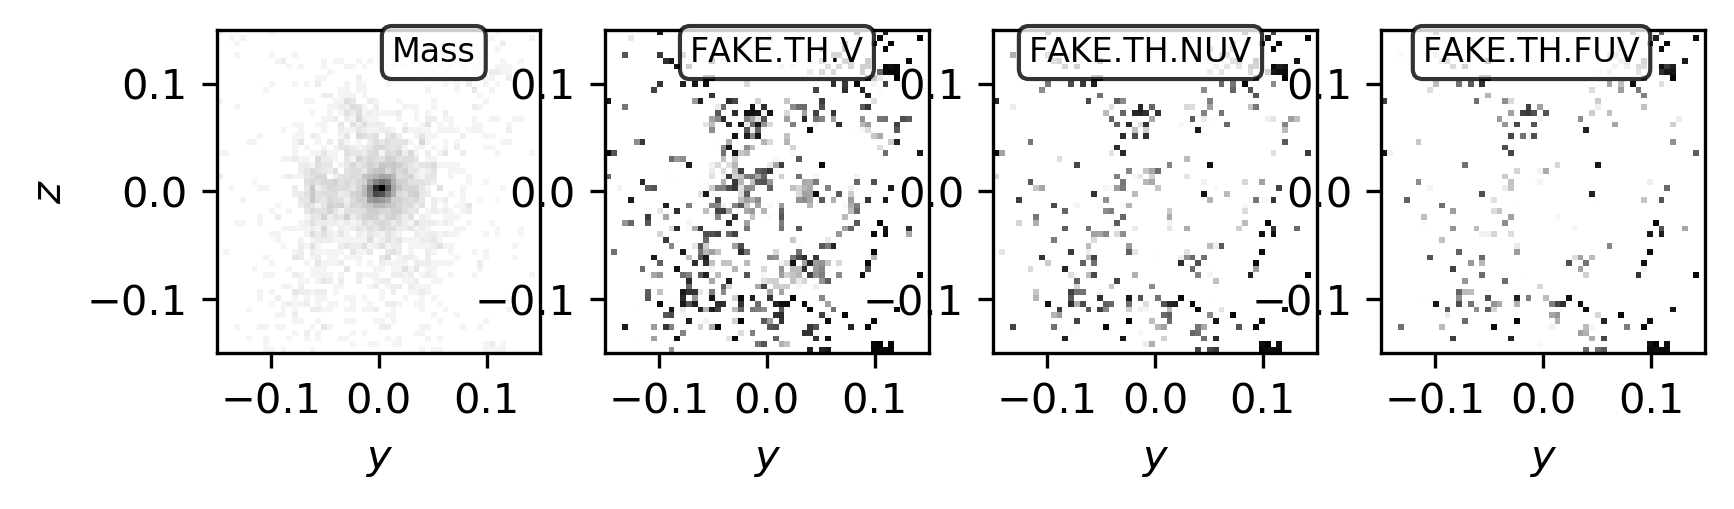 Mass FAKE.TH.V FAKE.TH.NUV FAKE.TH.FUV
0.1 0.1 0.1 0.1
z 0.0 0.0 0.0 0.0
−0.1 −0.1 −0.1 −0.1
−0.1 0.0 0.1 −0.1 0.0 0.1 −0.1 0.0 0.1 −0.1 0.0 0.1
y y y y